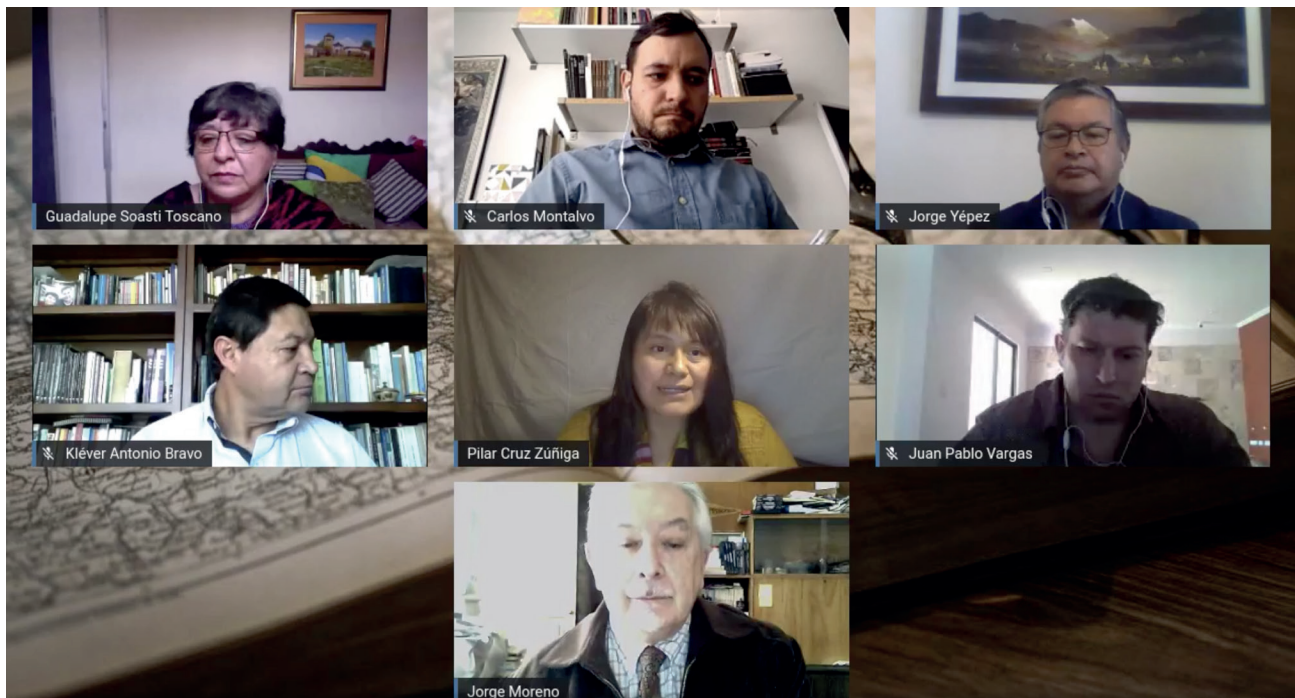 Guadalupe Soasti Toscano
Carlos Montalvo
Jorge Yépez
Kléver Antonio Bravo
Pilar Cruz Zúñiga
Juan Pablo Vargas
Jorge Moreno